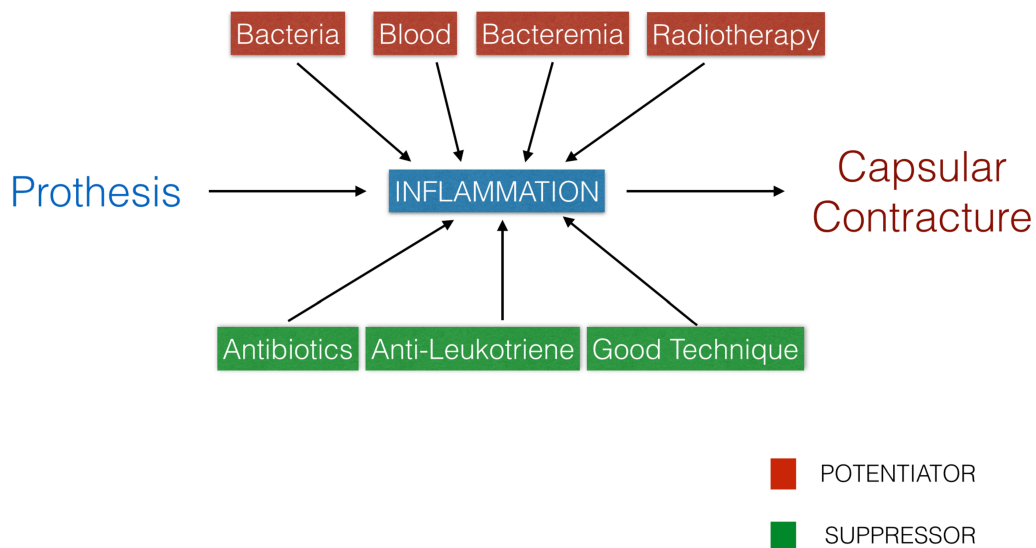 Bacteria
Blood
Bacteremia
Radiotherapy
Prothesis
INFLAMMATION
Capsular
Contracture
Antibiotics
Anti-Leukotriene
Good Technique
POTENTIATOR
SUPPRESSOR